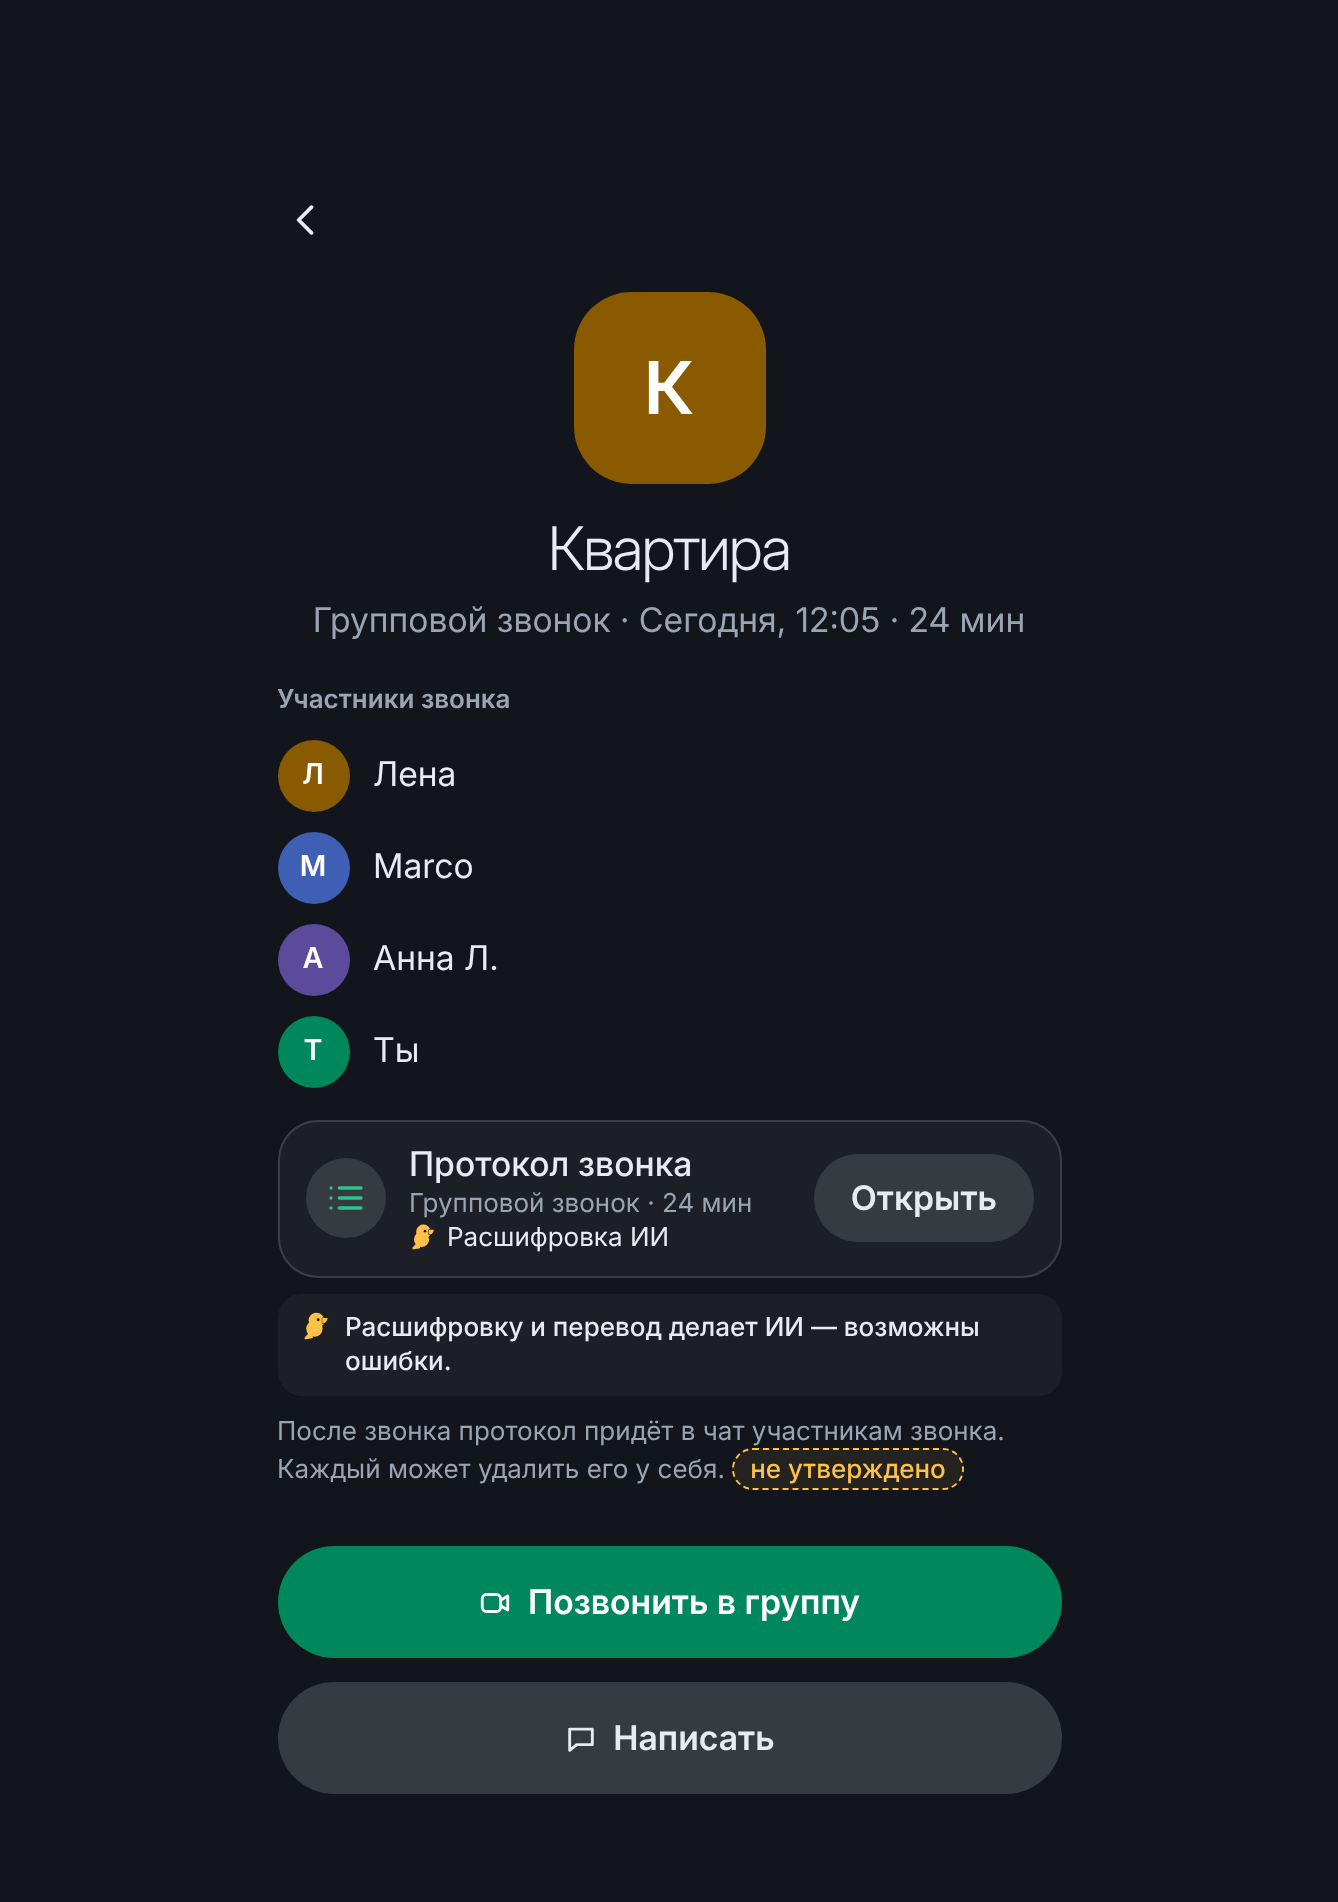 К
Квартира
Групповой звонок · Сегодня, 12:05 · 24 мин
Участники звонка
Л Лена
M Marco
А Анна Л.
Т Ты
Протокол звонка
Групповой звонок · 24 мин
Расшифровка ИИ
Открыть
Расшифровку и перевод делает ИИ — возможны
ошибки.
После звонка протокол придёт в чат участникам звонка.
Каждый может удалить его у себя. не утверждено
Позвонить в группу
Написать